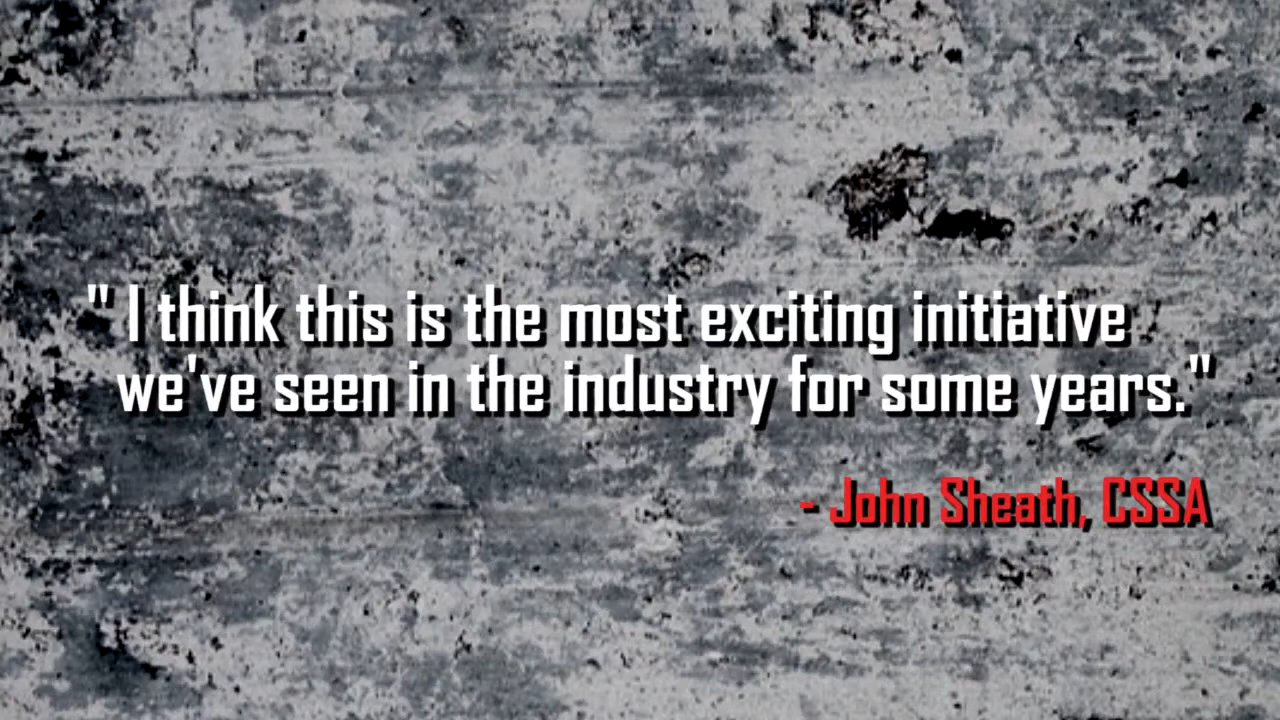 " I think this is the most exciting initiative
we've seen in the industry for some years."
- John Sheath, CSSA